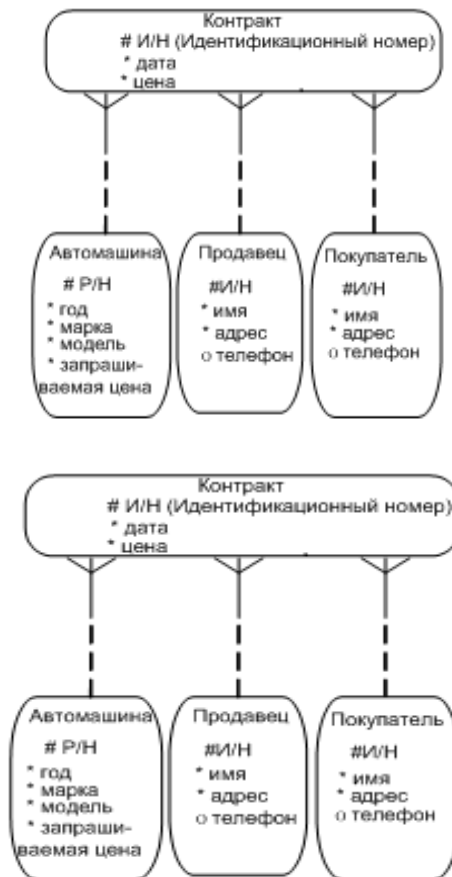 Контракт
# И/Н (Идентификационный номер)
* дата
* цена
Автомашина
# Р/Н
* год
* марка
* модель
* запраши-
ваемая цена
Продавец
#И/Н
* имя
* адрес
о телефон
Покупатель
#И/Н
* имя
* адрес
о телефон
Контракт
# И/Н (Идентификационный номер)
* дата
* цена
Автомашина
# Р/Н
* год
* марка
* модель
* запраши-
ваемая цена
Продавец
#И/Н
* имя
* адрес
о телефон
Покупатель
#И/Н
* имя
* адрес
о телефон